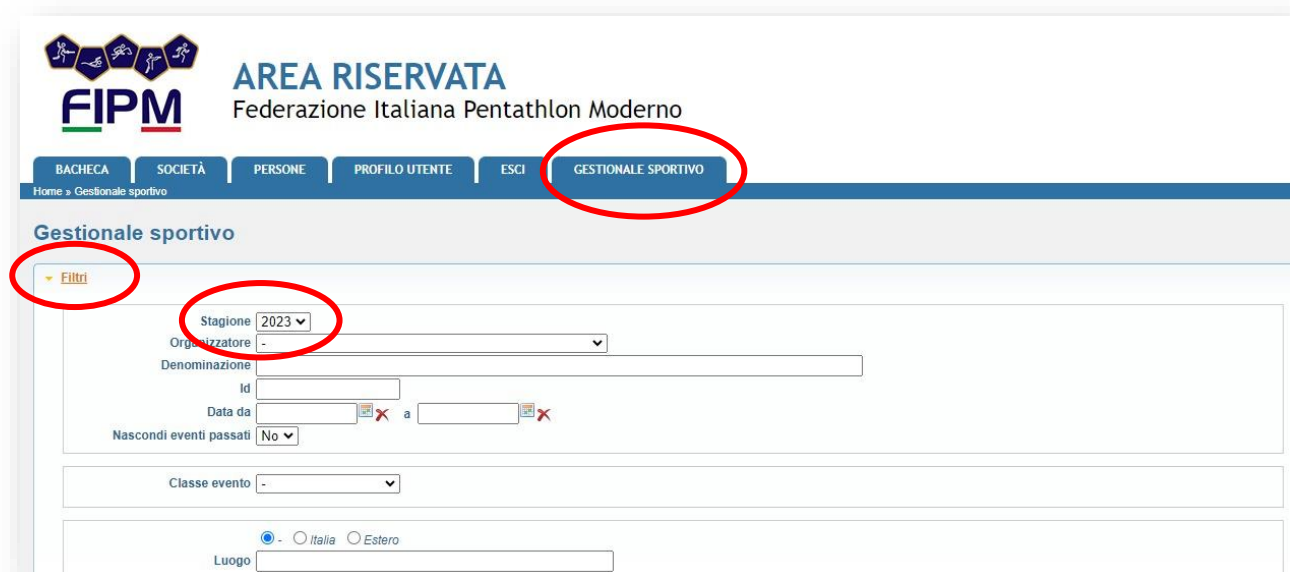 FIPM
AREA RISERVATA
Federazione Italiana Pentathlon Moderno
BACHECA SOCIETÀ PERSONE PROFILO UTENTE ESCI GESTIONALE SPORTIVO
Home » Gestionale sportivo
Gestionale sportivo
Filtri
Stagione 2023
Organizzatore -
Denominazione
Id
Data da a
Nascondi eventi passati No
Classe evento -
- Italia Estero
Luogo